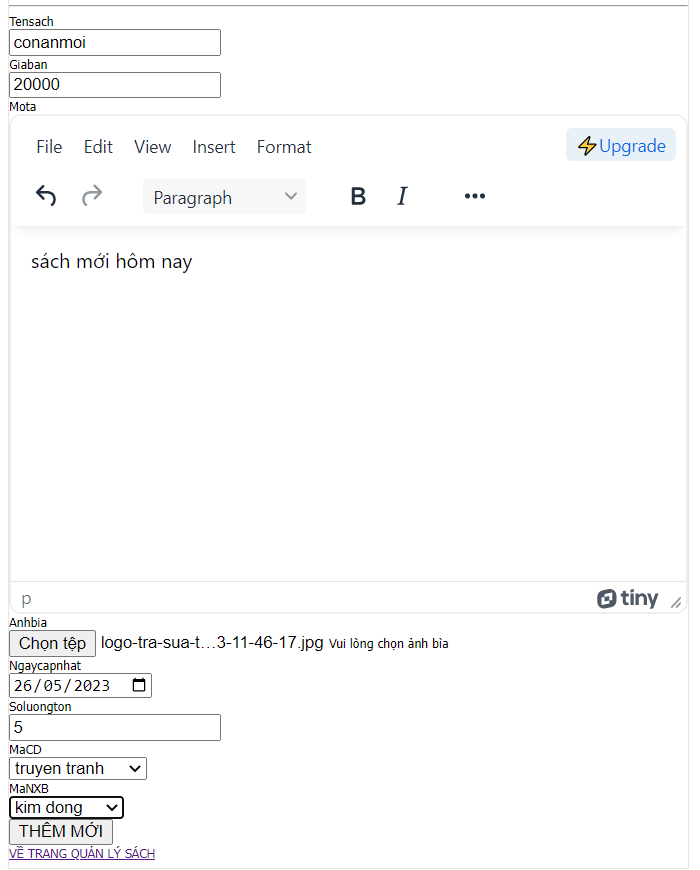 Tensach
conanmoi
Giaban
20000
Mota
File Edit View Insert Format ⚡Upgrade
Paragraph B I •••
sách mới hôm nay
p tiny
Anhbia
Chọn tệp logo-tra-sua-t...3-11-46-17.jpg Vui lòng chọn ảnh bìa
Ngaycapnhat
26/05/2023
Soluongton
5
MaCD
truyen tranh
MaNXB
kim dong
THÊM MỚI
VỀ TRANG QUẢN LÝ SÁCH